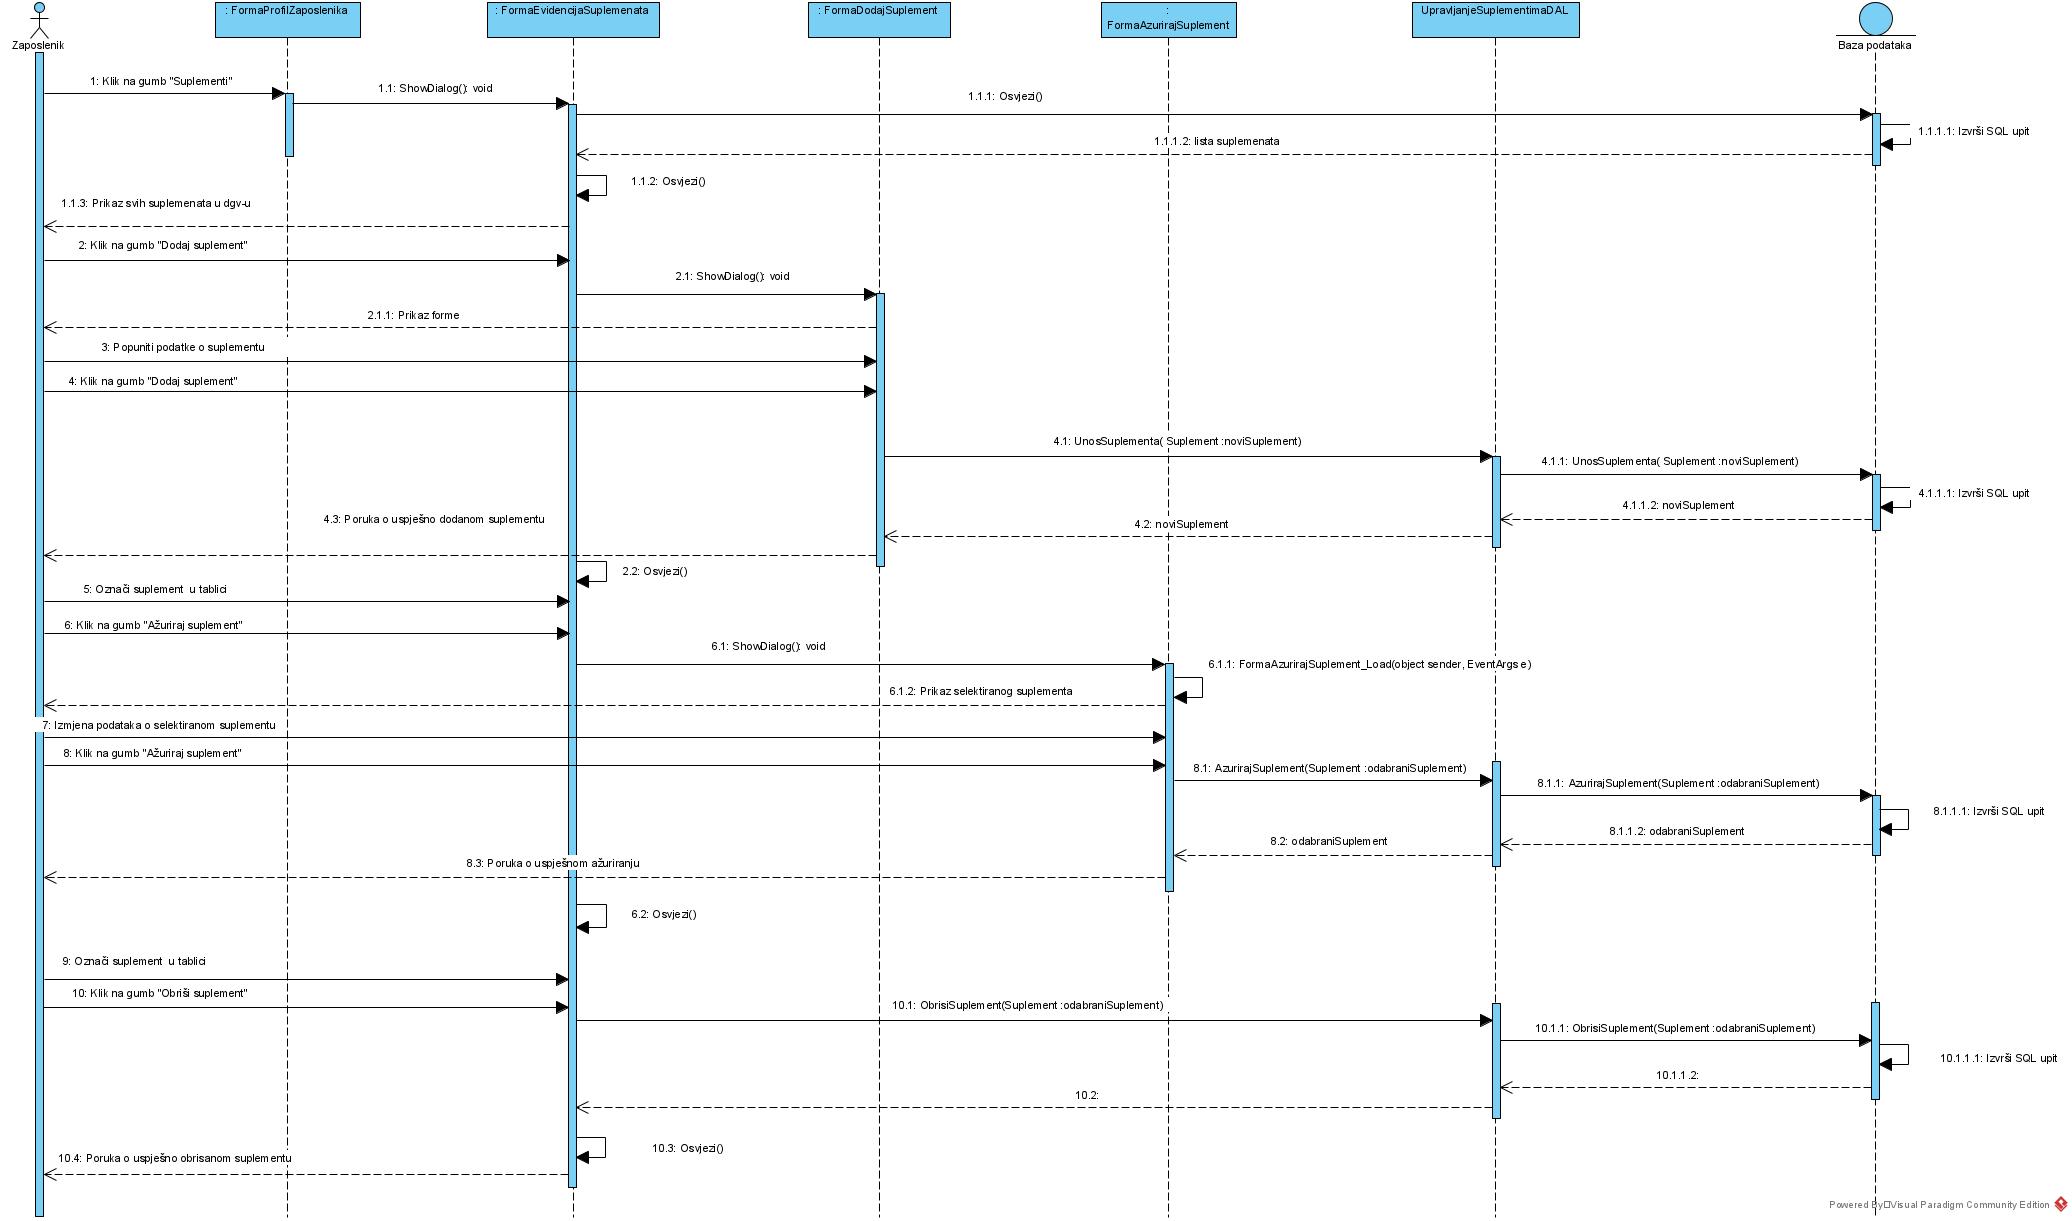 : FormaProfilZaposlenika
: FormaEvidencijaSuplemenata
: FormaDodajSuplement
:
FormaAzurirajSuplement
UpravljanjeSuplementimaDAL
Zaposlenik
Baza podataka
1: Klik na gumb "Suplementi"
1.1: ShowDialog(): void
1.1.1: Osvjezi()
1.1.1.1: Izvrši SQL upit
1.1.1.2: lista suplemenata
1.1.2: Osvjezi()
1.1.3: Prikaz svih suplemenata u dgv-u
2: Klik na gumb "Dodaj suplement"
2.1: ShowDialog(): void
2.1.1: Prikaz forme
3: Popuniti podatke o suplementu
4: Klik na gumb "Dodaj suplement"
4.1: UnosSuplementa( Suplement :noviSuplement)
4.1.1: UnosSuplementa( Suplement :noviSuplement)
4.1.1.1: Izvrši SQL upit
4.1.1.2: noviSuplement
4.2: noviSuplement
4.3: Poruka o uspješno dodanom suplementu
2.2: Osvjezi()
5: Označi suplement u tablici
6: Klik na gumb "Ažuriraj suplement"
6.1: ShowDialog(): void
6.1.1: FormaAzurirajSuplement_Load(object sender, EventArgs e)
6.1.2: Prikaz selektiranog suplementa
7: Izmjena podataka o selektiranom suplementu
8: Klik na gumb "Ažuriraj suplement"
8.1: AzurirajSuplement(Suplement :odabraniSuplement)
8.1.1: AzurirajSuplement(Suplement :odabraniSuplement)
8.1.1.1: Izvrši SQL upit
8.1.1.2: odabraniSuplement
8.2: odabraniSuplement
8.3: Poruka o uspješnom ažuriranju
6.2: Osvjezi()
9: Označi suplement u tablici
10: Klik na gumb "Obriši suplement"
10.1: ObrisiSuplement(Suplement :odabraniSuplement)
10.1.1: ObrisiSuplement(Suplement :odabraniSuplement)
10.1.1.1: Izvrši SQL upit
10.1.1.2:
10.2:
10.3: Osvjezi()
10.4: Poruka o uspješno obrisanom suplementu
Powered By□Visual Paradigm Community Edition